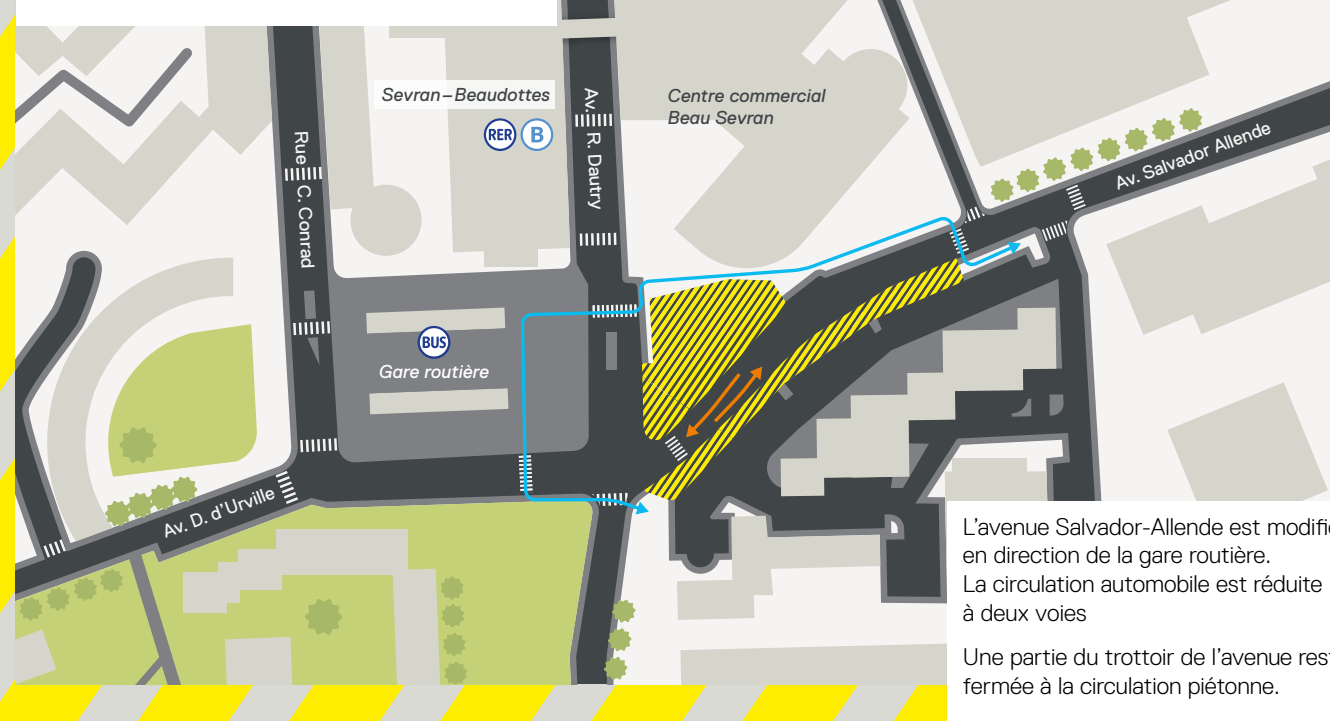 Sevran–Beaudottes
RER B
Centre commercial
Beau Sevran
Av. R. Dautry
Rue C. Conrad
Av. Salvador Allende
BUS
Gare routière
Av. D. d'Urville
L'avenue Salvador-Allende est modifié
en direction de la gare routière.
La circulation automobile est réduite
à deux voies
Une partie du trottoir de l'avenue rest
fermée à la circulation piétonne.